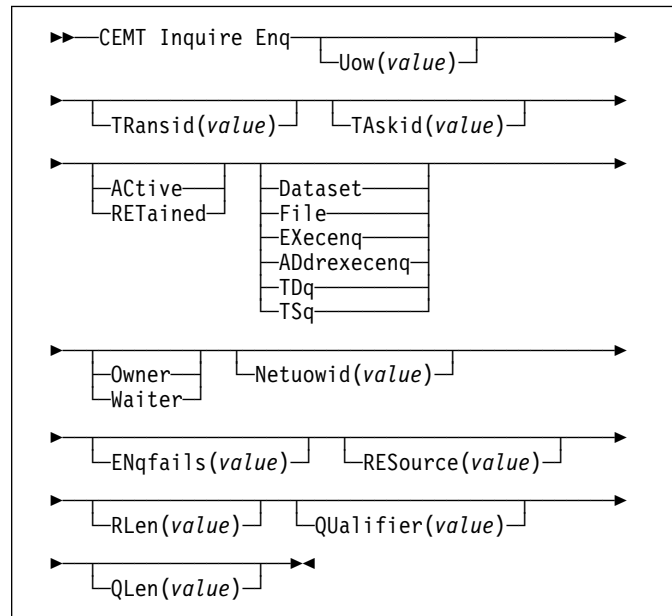 CEMT Inquire Enq
Uow(value)
TRansid(value) TAskid(value)
ACtive Dataset
RETained File
EXecenq
ADdrexecenq
TDq
TSq
Owner Netuowid(value)
Waiter
ENqfails(value) RESource(value)
RLen(value) QUalifier(value)
QLen(value)